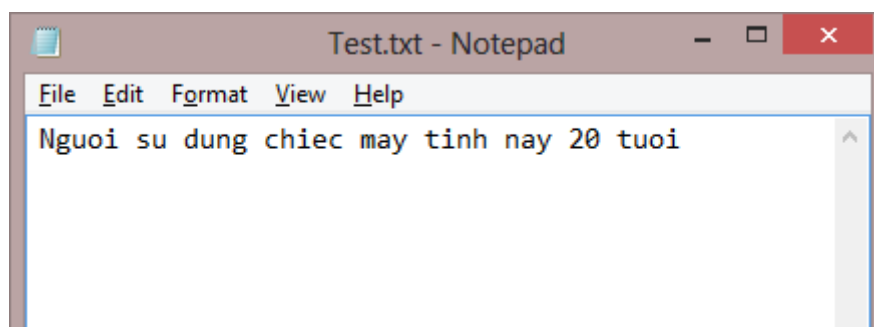 Test.txt - Notepad
File Edit Format View Help
Nguoi su dung chiec may tinh nay 20 tuoi